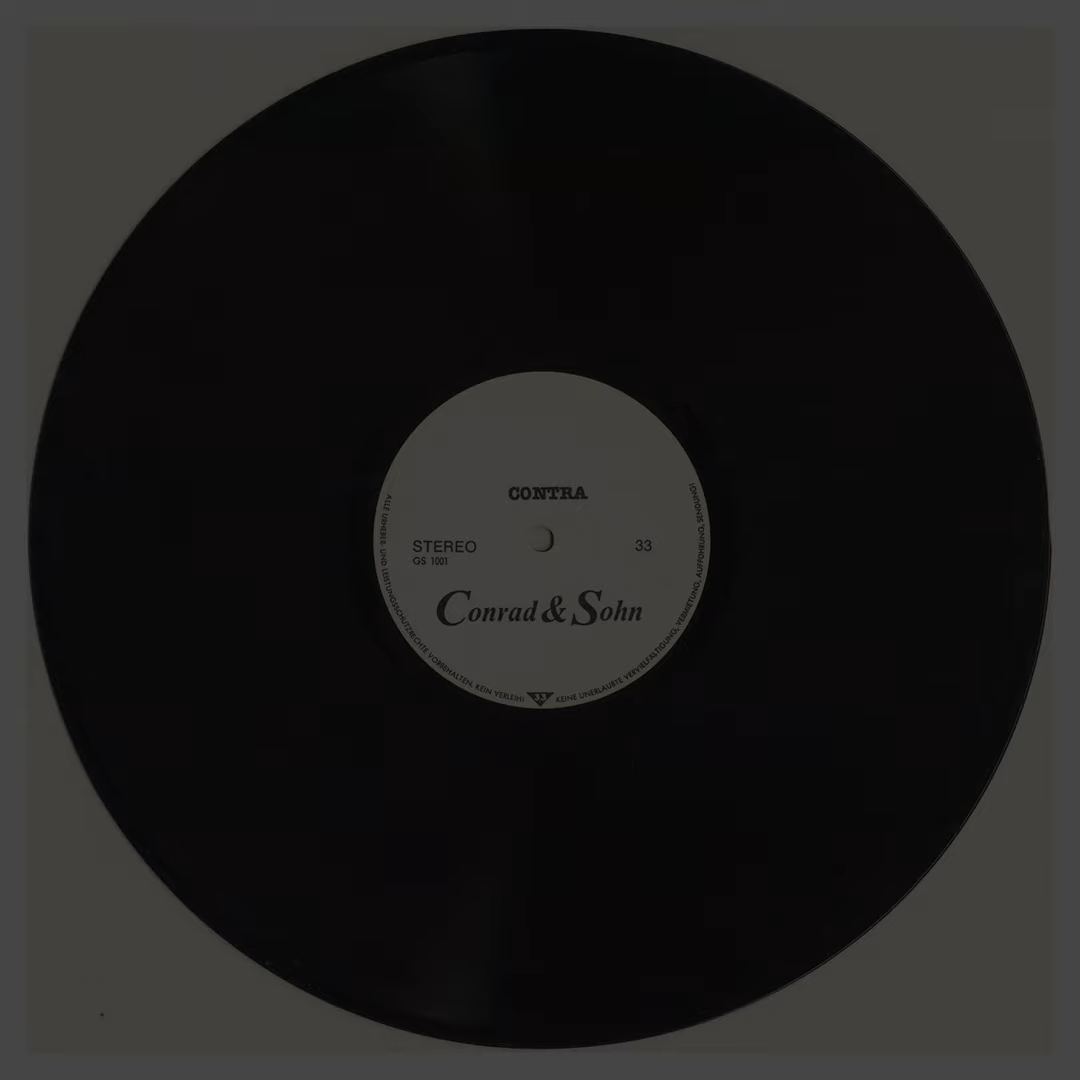 CONTRA
STEREO 33
GS 1001
Conrad & Sohn
ALLE URHEBER- UND LEISTUNGSSCHUTZRECHTE VORBEHALTEN. KEIN VERLEIH! 33 KEINE UNERLAUBTE VERVIELFÄLTIGUNG, VERMIETUNG, AUFFÜHRUNG, SENDUNG!